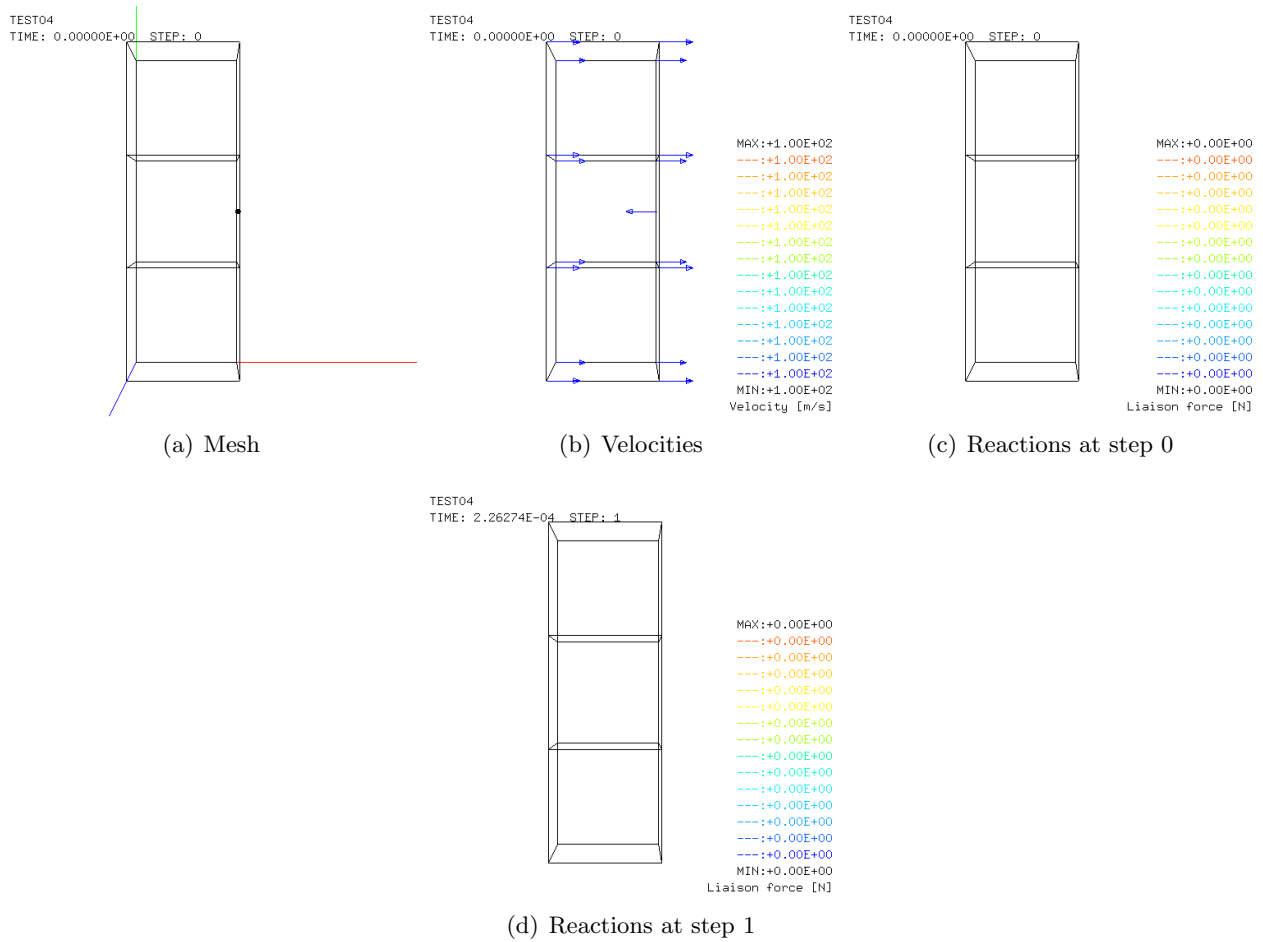 TEST04
TIME: 0.00000E+00 STEP: 0
(a) Mesh
TEST04
TIME: 0.00000E+00 STEP: 0
MAX:+1.00E+02
---:+1.00E+02
---:+1.00E+02
---:+1.00E+02
---:+1.00E+02
---:+1.00E+02
---:+1.00E+02
---:+1.00E+02
---:+1.00E+02
---:+1.00E+02
---:+1.00E+02
---:+1.00E+02
---:+1.00E+02
---:+1.00E+02
---:+1.00E+02
MIN:+1.00E+02
Velocity [m/s]
(b) Velocities
TEST04
TIME: 0.00000E+00 STEP: 0
MAX:+0.00E+00
---:+0.00E+00
---:+0.00E+00
---:+0.00E+00
---:+0.00E+00
---:+0.00E+00
---:+0.00E+00
---:+0.00E+00
---:+0.00E+00
---:+0.00E+00
---:+0.00E+00
---:+0.00E+00
---:+0.00E+00
---:+0.00E+00
---:+0.00E+00
MIN:+0.00E+00
Liaison force [N]
(c) Reactions at step 0
TEST04
TIME: 2.26274E-04 STEP: 1
MAX:+0.00E+00
---:+0.00E+00
---:+0.00E+00
---:+0.00E+00
---:+0.00E+00
---:+0.00E+00
---:+0.00E+00
---:+0.00E+00
---:+0.00E+00
---:+0.00E+00
---:+0.00E+00
---:+0.00E+00
---:+0.00E+00
---:+0.00E+00
---:+0.00E+00
MIN:+0.00E+00
Liaison force [N]
(d) Reactions at step 1